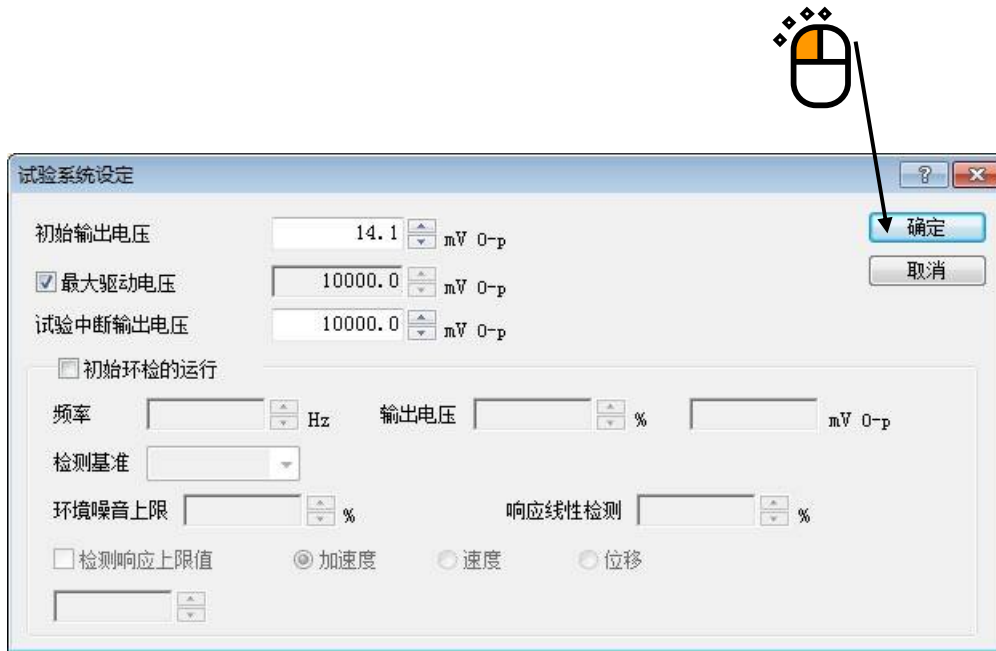 试验系统设定
确定
取消
初始输出电压 14.1 mV 0-p
最大驱动电压 10000.0 mV 0-p
试验中断输出电压 10000.0 mV 0-p
初始环检的运行
频率 Hz 输出电压 % mV 0-p
检测基准
环境噪音上限 % 响应线性检测 %
检测响应上限值 加速度 速度 位移